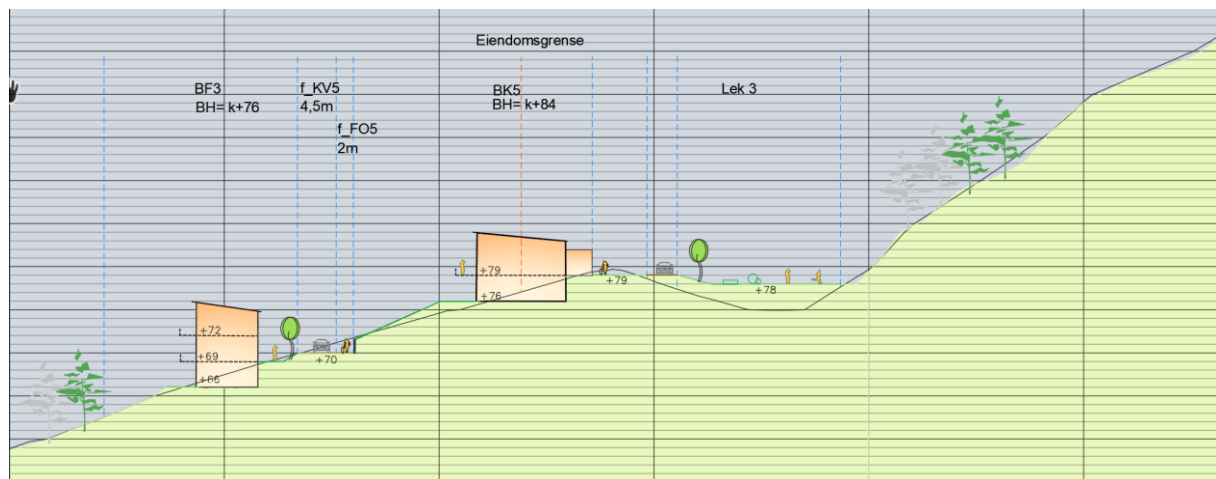 Eiendomsgrense
BF3
BH= k+76
f_KV5
4,5m
f_FO5
2m
BK5
BH= k+84
Lek 3
+79
+76
+79
+78
+72
+69
+66
+70